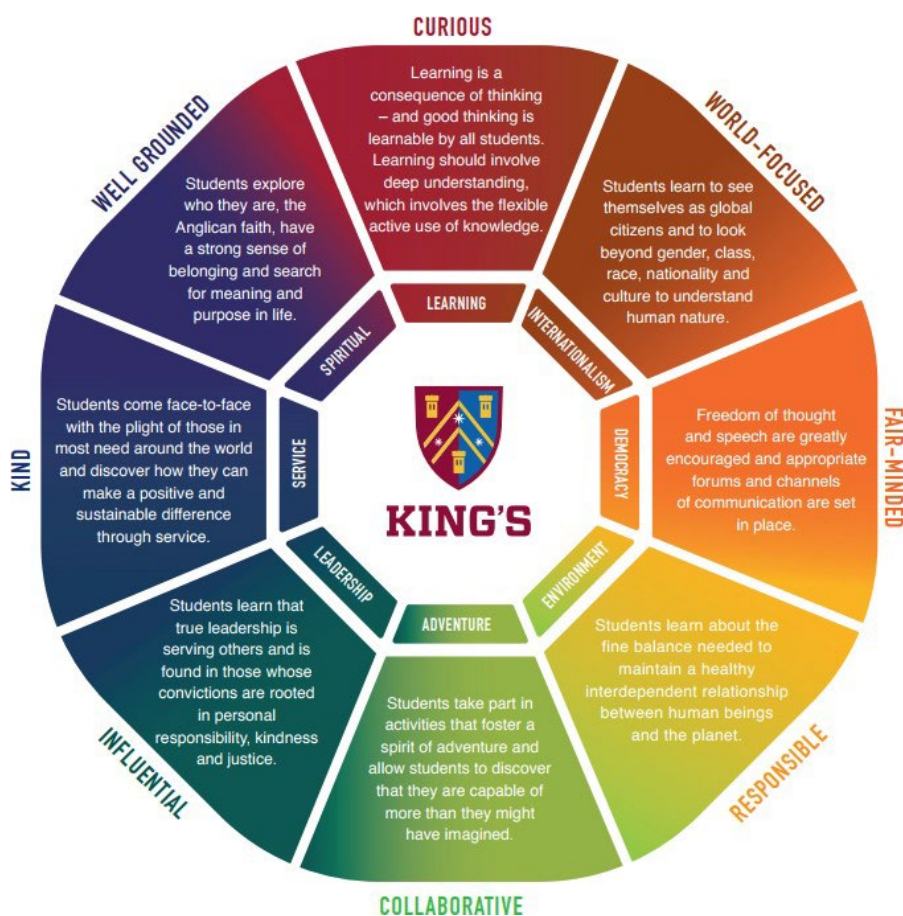 CURIOUS
Learning is a
consequence of thinking
– and good thinking is
learnable by all students.
Learning should involve
deep understanding,
which involves the flexible
active use of knowledge.
LEARNING
WORLD-FOCUSED
Students learn to see
themselves as global
citizens and to look
beyond gender, class,
race, nationality and
culture to understand
human nature.
INTERNATIONALISM
FAIR-MINDED
Freedom of thought
and speech are greatly
encouraged and appropriate
forums and channels
of communication are set
in place.
DEMOCRACY
RESPONSIBLE
Students learn about the
fine balance needed to
maintain a healthy
interdependent relationship
between human beings
and the planet.
ENVIRONMENT
COLLABORATIVE
Students take part in
activities that foster a
spirit of adventure and
allow students to discover
that they are capable of
more than they might
have imagined.
ADVENTURE
INFLUENTIAL
Students learn that
true leadership is
serving others and is
found in those whose
convictions are rooted
in personal
responsibility, kindness
and justice.
LEADERSHIP
KIND
Students come face-to-face
with the plight of those in
most need around the world
and discover how they can
make a positive and
sustainable difference
through service.
SERVICE
WELL GROUNDED
Students explore
who they are, the
Anglican faith, have
a strong sense of
belonging and search
for meaning and
purpose in life.
SPIRITUAL
KING'S